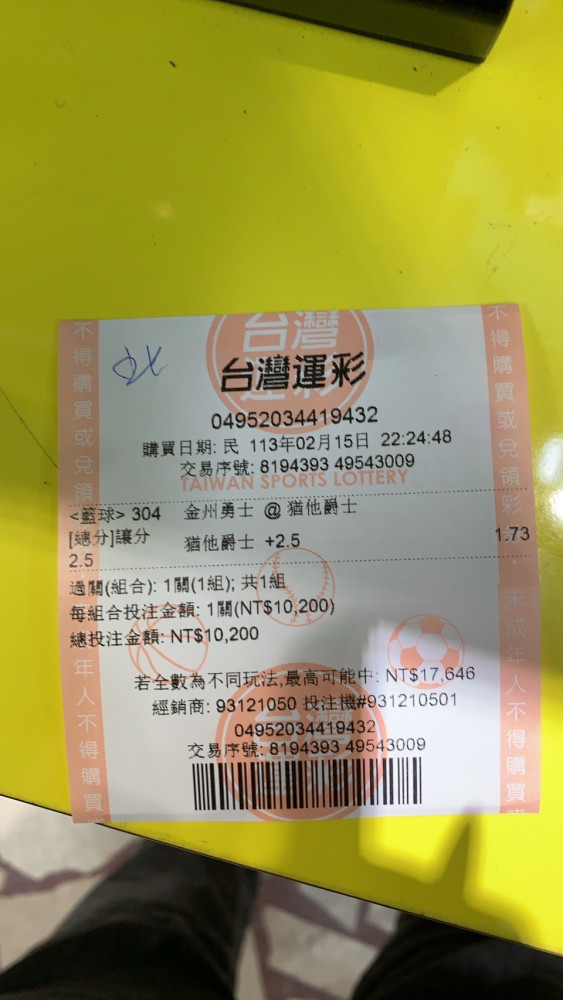 台灣
台灣運彩
04952034419432
購買日期: 民 113年02月15日 22:24:48
交易序號: 8194393 49543009
TAIWAN SPORTS LOTTERY
<籃球> 304 金州勇士 @ 猶他爵士
[總分]讓分 猶他爵士 +2.5 1.73
2.5
過關(組合): 1關(1組); 共1組
每組合投注金額: 1關(NT$10,200)
總投注金額: NT$10,200
若全數為不同玩法,最高可能中: NT$17,646
經銷商: 93121050 投注機#931210501
04952034419432
交易序號: 8194393 49543009
不得購買或兌領
年人不得購買
不得購買或兌領彩
未成年人不得購買